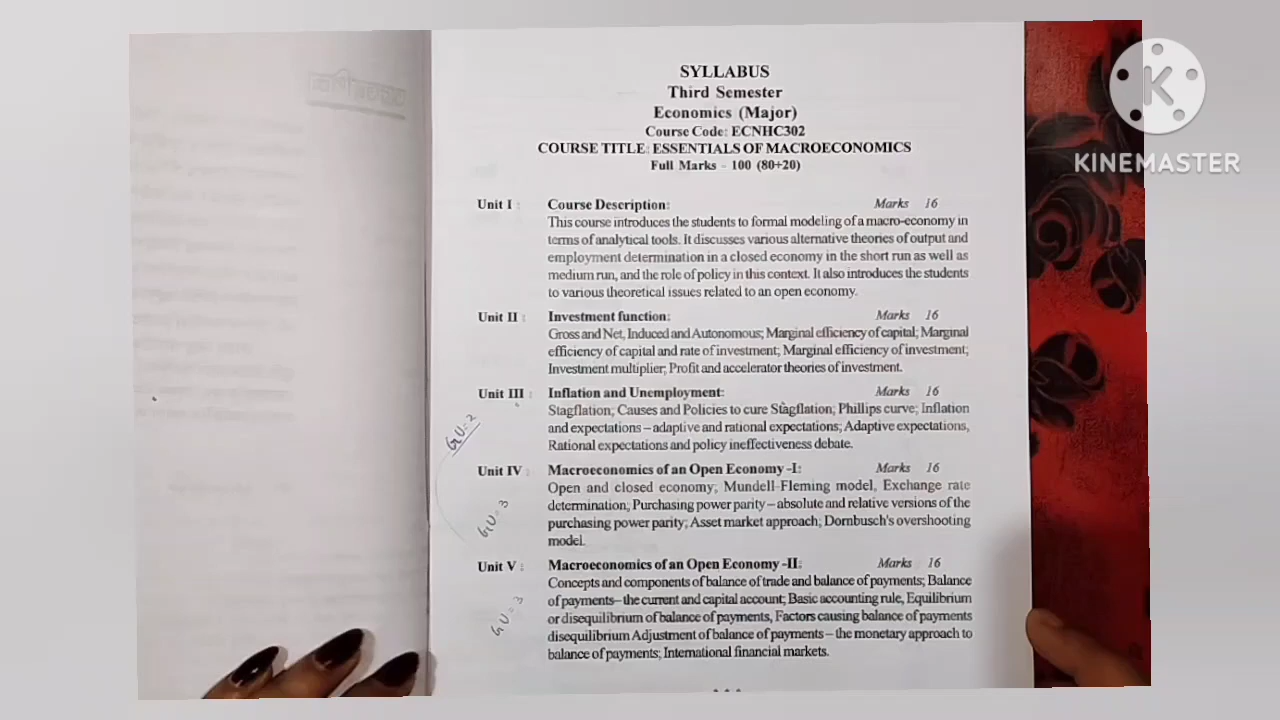 SYLLABUS
Third Semester
Economics (Major)
Course Code: ECNHC302
COURSE TITLE: ESSENTIALS OF MACROECONOMICS
Full Marks - 100 (80+20)
Unit I : Course Description: Marks 16
This course introduces the students to formal modeling of a macro-economy in
terms of analytical tools. It discusses various alternative theories of output and
employment determination in a closed economy in the short run as well as
medium run, and the role of policy in this context. It also introduces the students
to various theoretical issues related to an open economy.
Unit II : Investment function: Marks 16
Gross and Net, Induced and Autonomous; Marginal efficiency of capital; Marginal
efficiency of capital and rate of investment; Marginal efficiency of investment;
Investment multiplier; Profit and accelerator theories of investment.
Unit III : Inflation and Unemployment: Marks 16
Stagflation; Causes and Policies to cure Stagflation; Phillips curve; Inflation
and expectations – adaptive and rational expectations; Adaptive expectations,
Rational expectations and policy ineffectiveness debate.
GU = 2
Unit IV : Macroeconomics of an Open Economy -I: Marks 16
Open and closed economy; Mundell-Fleming model, Exchange rate
determination; Purchasing power parity – absolute and relative versions of the
purchasing power parity; Asset market approach; Dornbusch's overshooting
model.
GU = 3
Unit V : Macroeconomics of an Open Economy -II: Marks 16
Concepts and components of balance of trade and balance of payments; Balance
of payments– the current and capital account; Basic accounting rule, Equilibrium
or disequilibrium of balance of payments, Factors causing balance of payments
disequilibrium Adjustment of balance of payments – the monetary approach to
balance of payments; International financial markets.
GU = 3
* * *
K
KINEMASTER